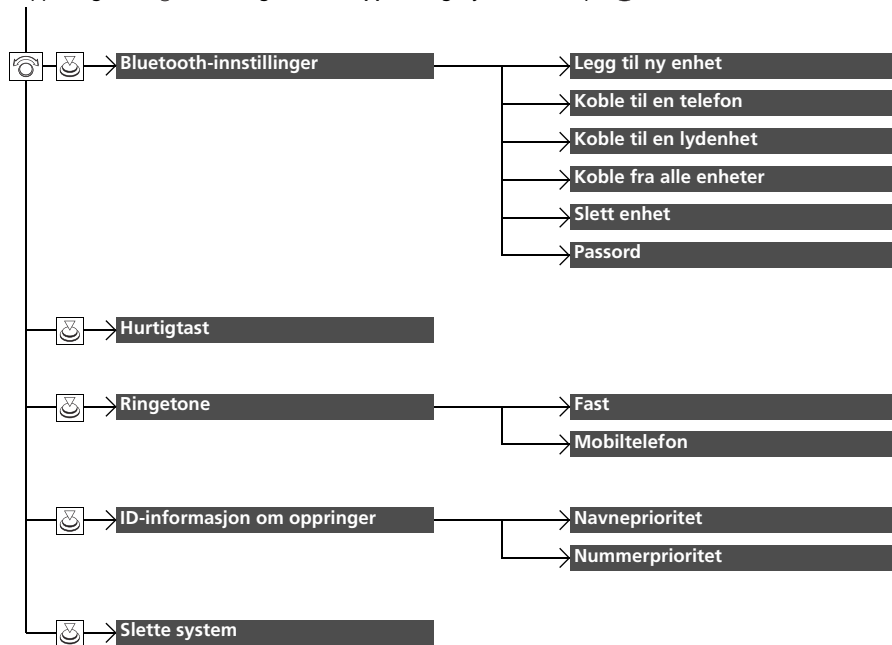 Bluetooth-innstillinger
Legg til ny enhet
Koble til en telefon
Koble til en lydenhet
Koble fra alle enheter
Slett enhet
Passord
Hurtigtast
Ringetone
Fast
Mobiltelefon
ID-informasjon om oppringer
Navneprioritet
Nummerprioritet
Slette system